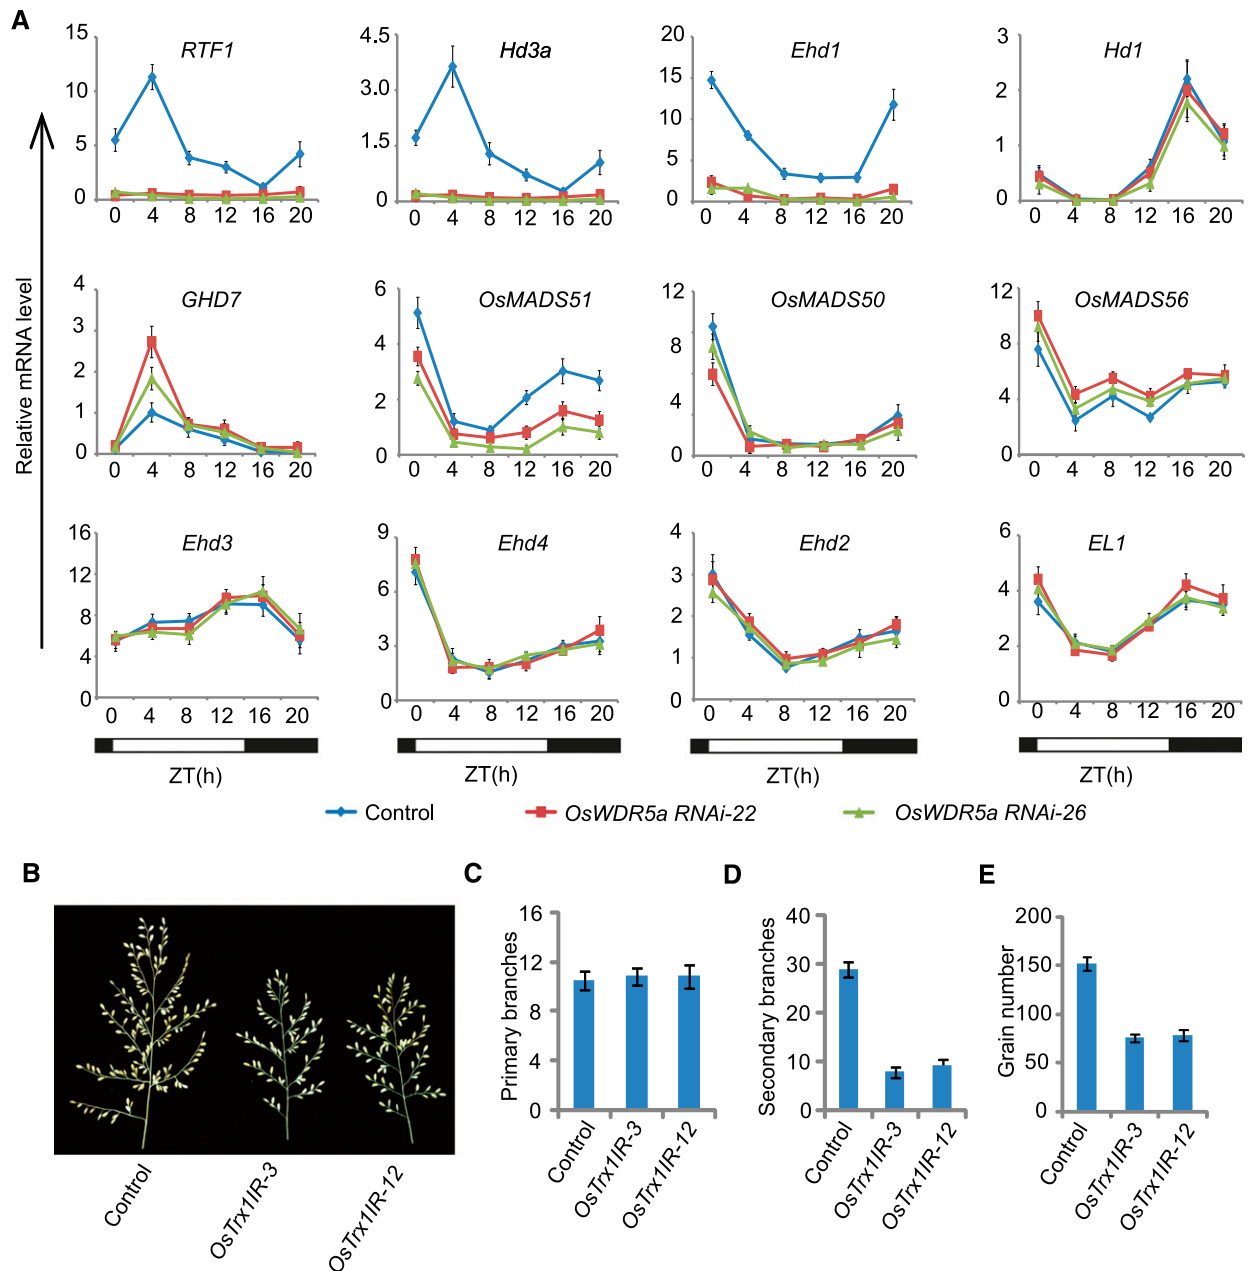 A
RTF1
Hd3a
Ehd1
Hd1
15
10
5
0
0 4 8 12 16 20
4.5
3.0
1.5
0
0 4 8 12 16 20
20
15
10
5
0
0 4 8 12 16 20
3
2
1
0
0 4 8 12 16 20
Relative mRNA level
GHD7
OsMADS51
OsMADS50
OsMADS56
4
3
2
1
0
0 4 8 12 16 20
6
4
2
0
0 4 8 12 16 20
12
8
4
0
0 4 8 12 16 20
12
8
4
0
0 4 8 12 16 20
Ehd3
Ehd4
Ehd2
EL1
16
12
8
4
0
0 4 8 12 16 20
9
6
3
0
0 4 8 12 16 20
4
3
2
1
0
0 4 8 12 16 20
6
4
2
0
0 4 8 12 16 20
ZT(h)
ZT(h)
ZT(h)
ZT(h)
Control
OsWDR5a RNAi-22
OsWDR5a RNAi-26
B
Control
OsTrx1IR-3
OsTrx1IR-12
C
Primary branches
16
12
8
4
0
Control
OsTrx1IR-3
OsTrx1IR-12
D
Secondary branches
40
30
20
10
0
Control
OsTrx1IR-3
OsTrx1IR-12
E
Grain number
200
150
100
50
0
Control
OsTrx1IR-3
OsTrx1IR-12